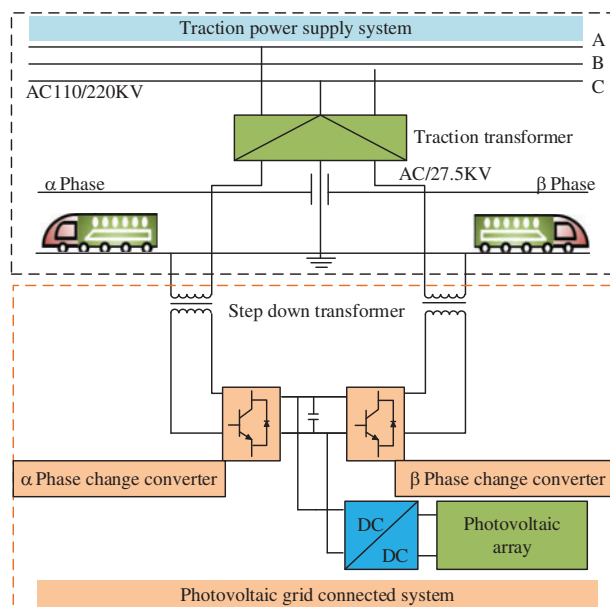 Traction power supply system
A
B
AC110/220KV
C
Traction transformer
AC/27.5KV
α Phase
β Phase
Step down transformer
α Phase change converter
β Phase change converter
DC
DC
Photovoltaic
array
Photovoltaic grid connected system